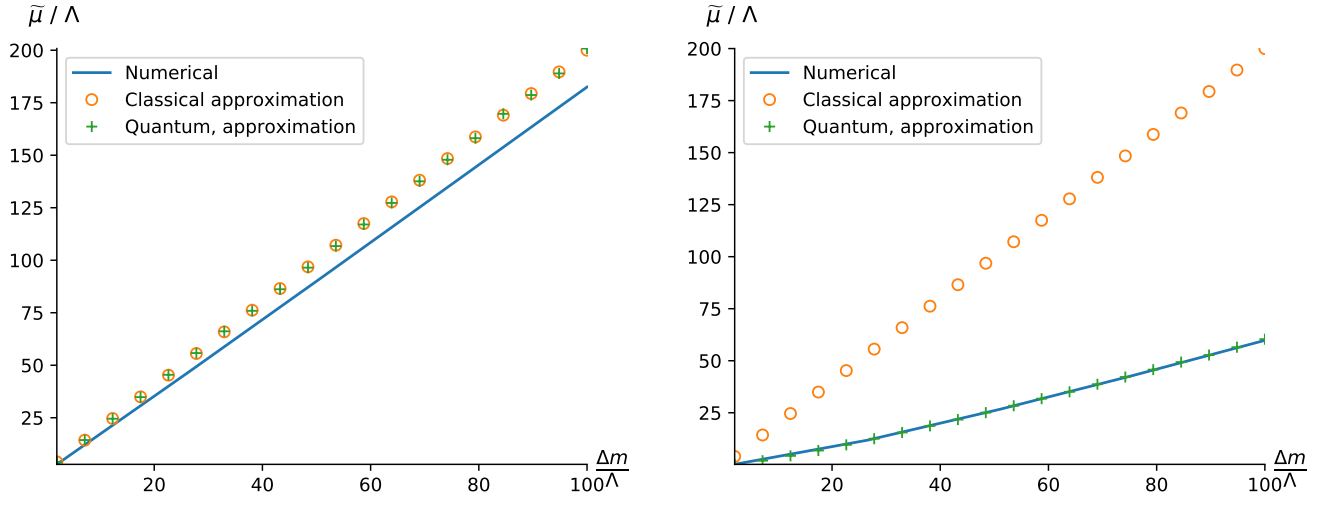 μ̃ / Λ
200
175
150
125
100
75
50
25
Numerical
Classical approximation
Quantum, approximation
20
40
60
80
100
Δm
Λ
μ̃ / Λ
200
175
150
125
100
75
50
25
Numerical
Classical approximation
Quantum, approximation
20
40
60
80
100
Δm
Λ